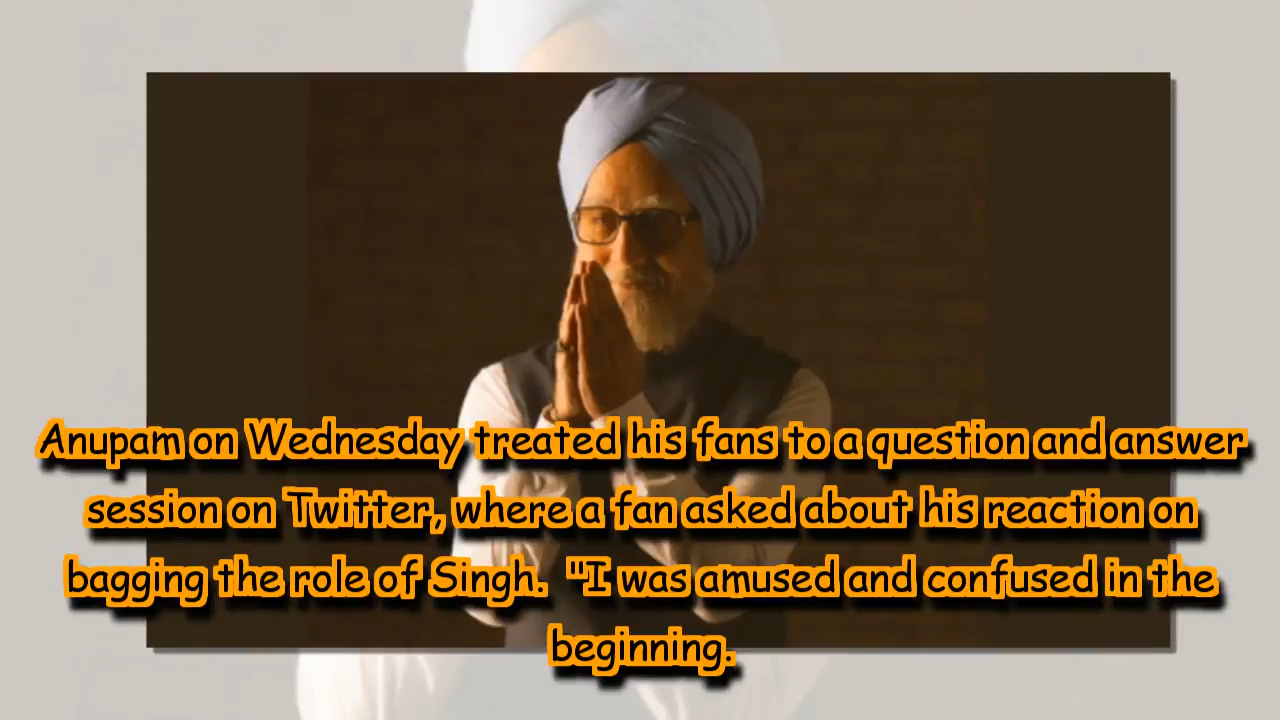 Anupam on Wednesday treated his fans to a question and answer
session on Twitter, where a fan asked about his reaction on
bagging the role of Singh.  "I was amused and confused in the
beginning.